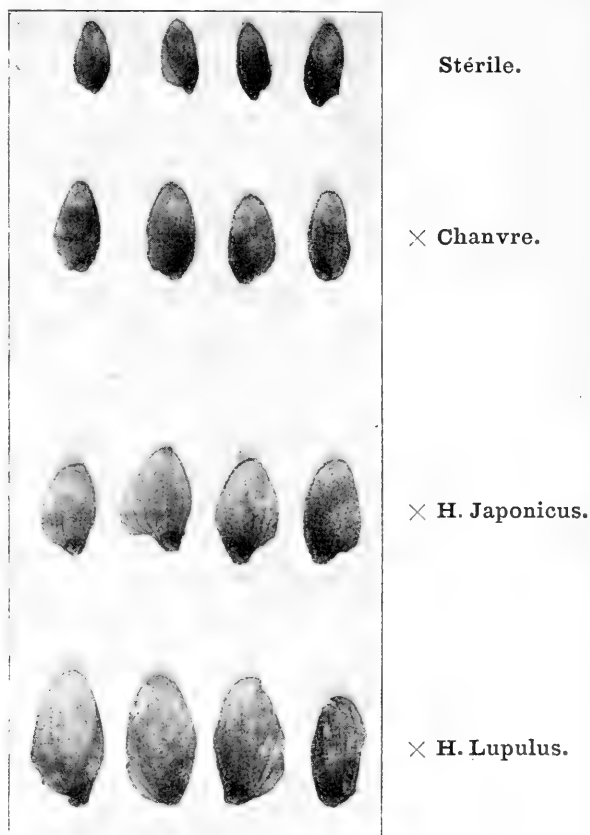 Stérile.
× Chanvre.
× H. Japonicus.
× H. Lupulus.